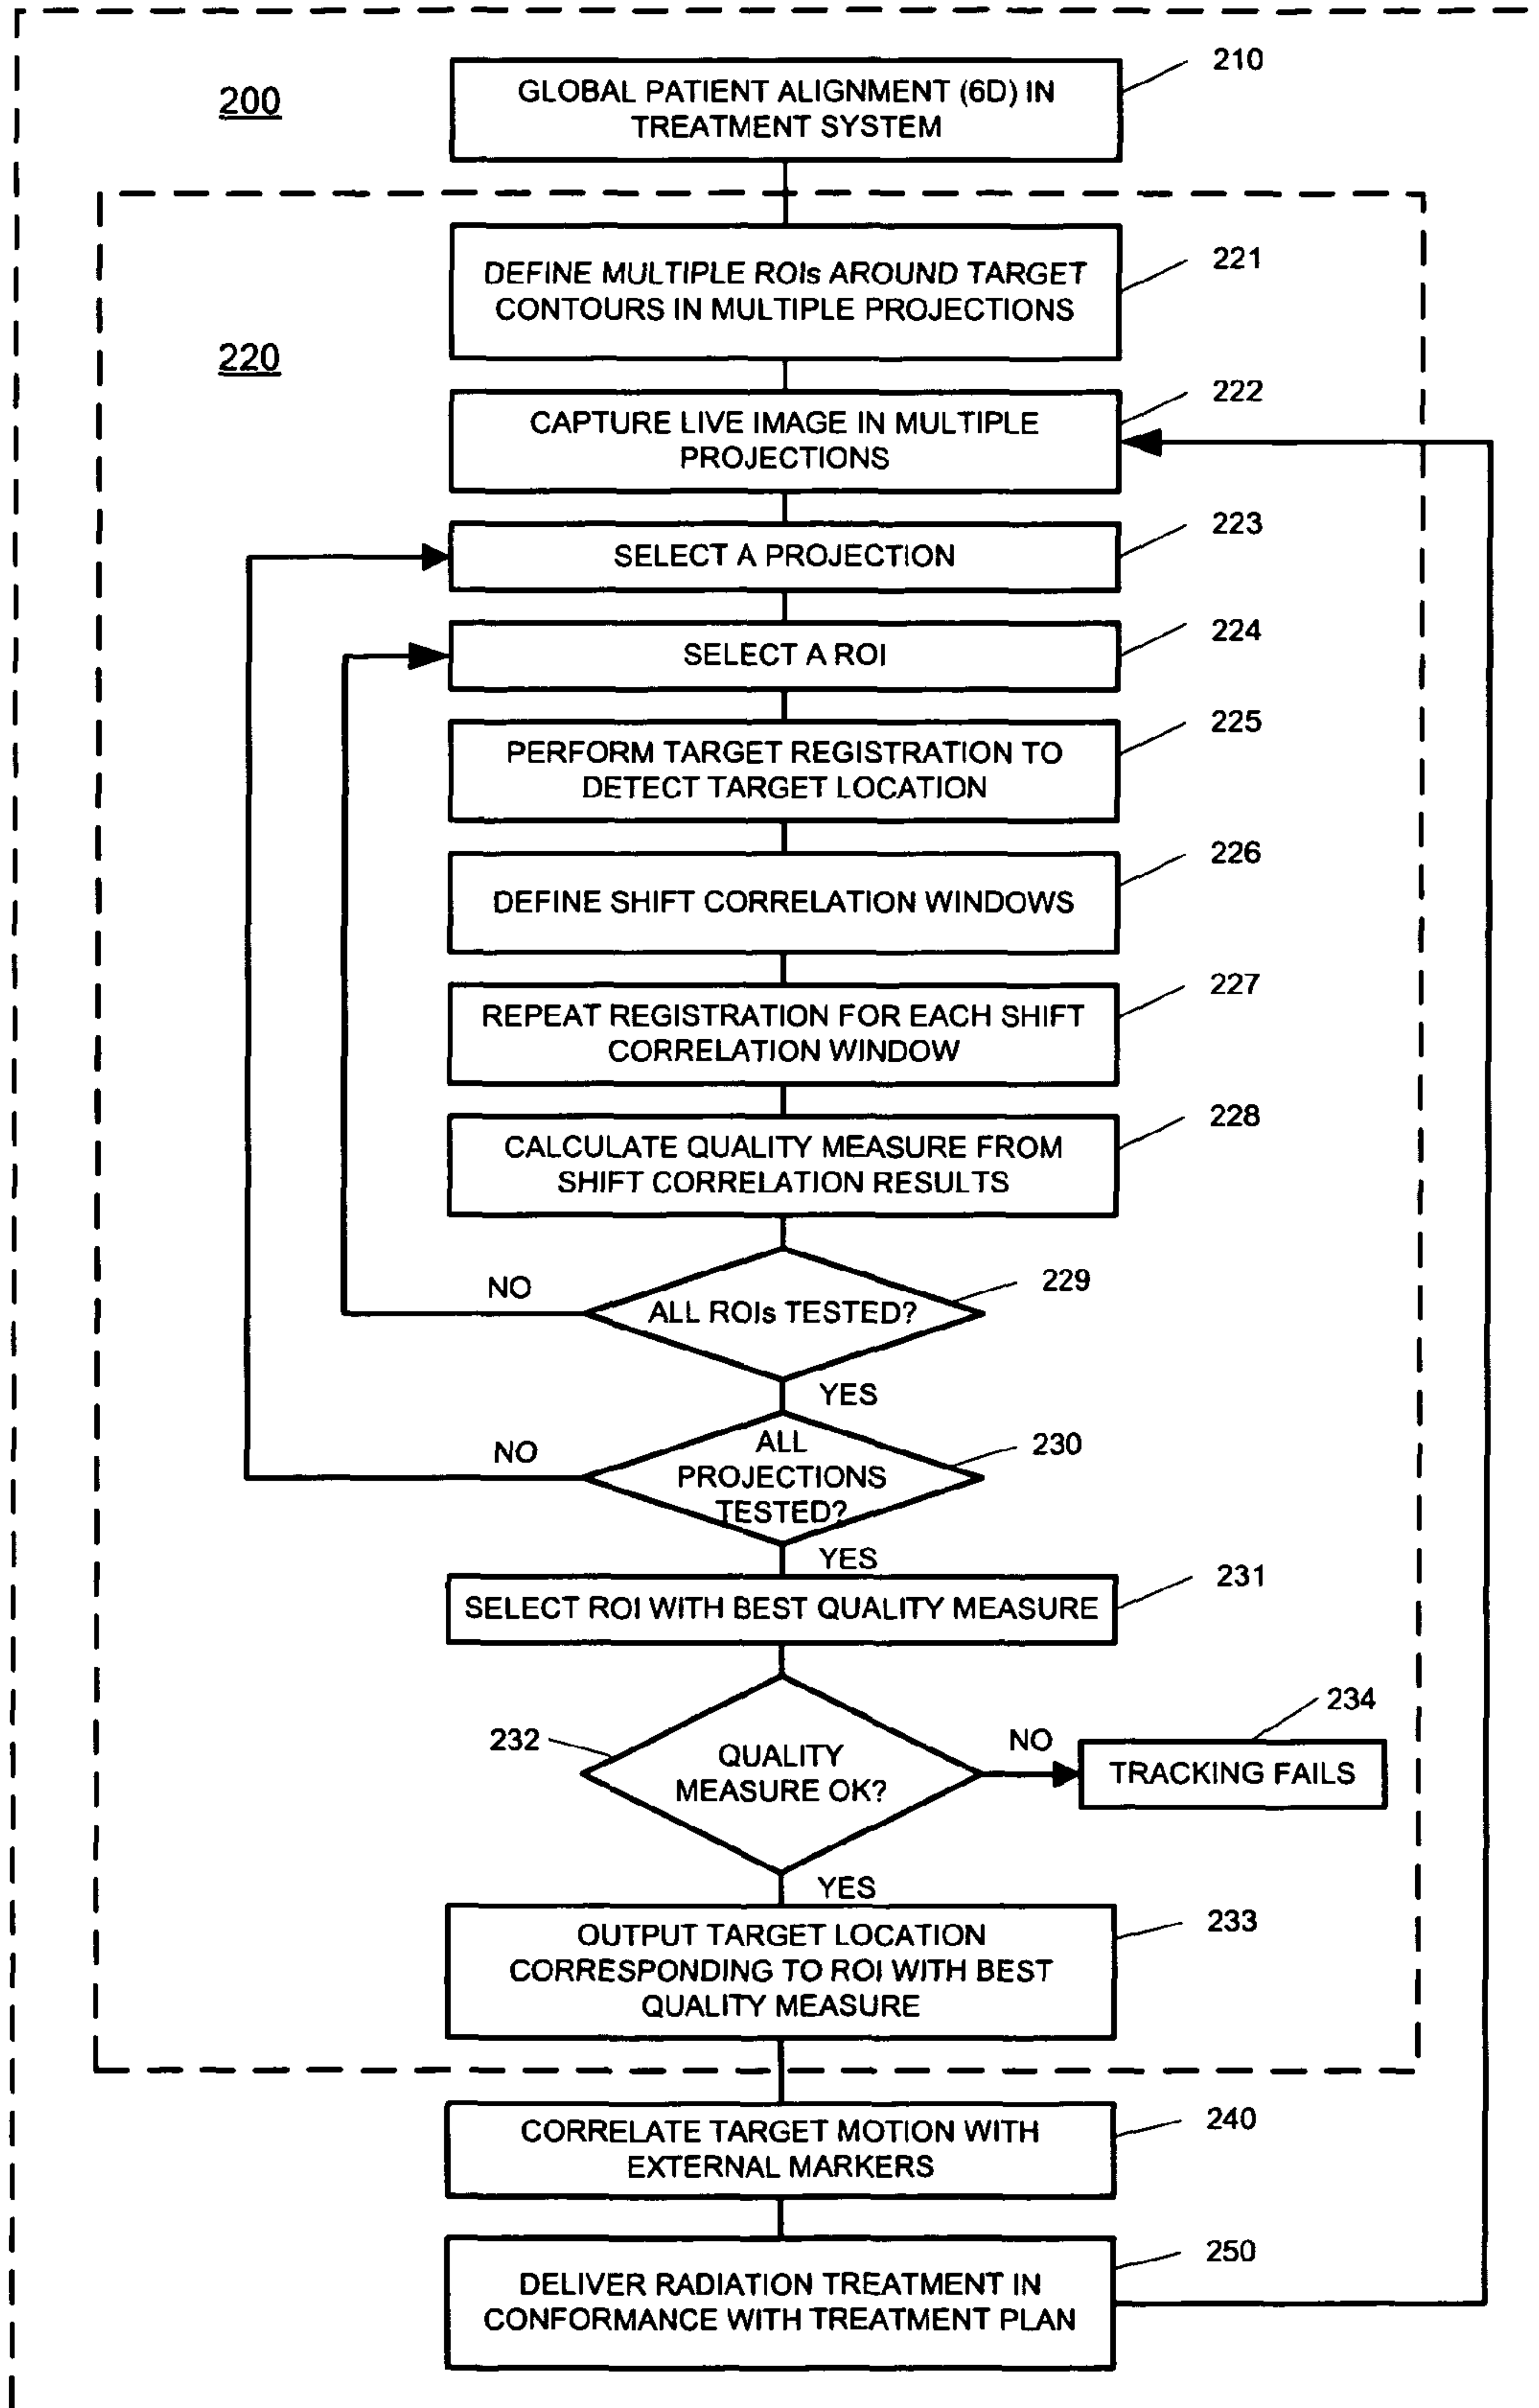 210
200
GLOBAL PATIENT ALIGNMENT (6D) IN
TREATMENT SYSTEM
221
DEFINE MULTIPLE ROIs AROUND TARGET
CONTOURS IN MULTIPLE PROJECTIONS
220
222
CAPTURE LIVE IMAGE IN MULTIPLE
PROJECTIONS
223
SELECT A PROJECTION
224
SELECT A ROI
225
PERFORM TARGET REGISTRATION TO
DETECT TARGET LOCATION
226
DEFINE SHIFT CORRELATION WINDOWS
227
REPEAT REGISTRATION FOR EACH SHIFT
CORRELATION WINDOW
228
CALCULATE QUALITY MEASURE FROM
SHIFT CORRELATION RESULTS
NO
229
ALL ROIs TESTED?
YES
NO
230
ALL
PROJECTIONS
TESTED?
YES
231
SELECT ROI WITH BEST QUALITY MEASURE
234
232
NO
QUALITY
MEASURE OK?
TRACKING FAILS
YES
233
OUTPUT TARGET LOCATION
CORRESPONDING TO ROI WITH BEST
QUALITY MEASURE
240
CORRELATE TARGET MOTION WITH
EXTERNAL MARKERS
250
DELIVER RADIATION TREATMENT IN
CONFORMANCE WITH TREATMENT PLAN